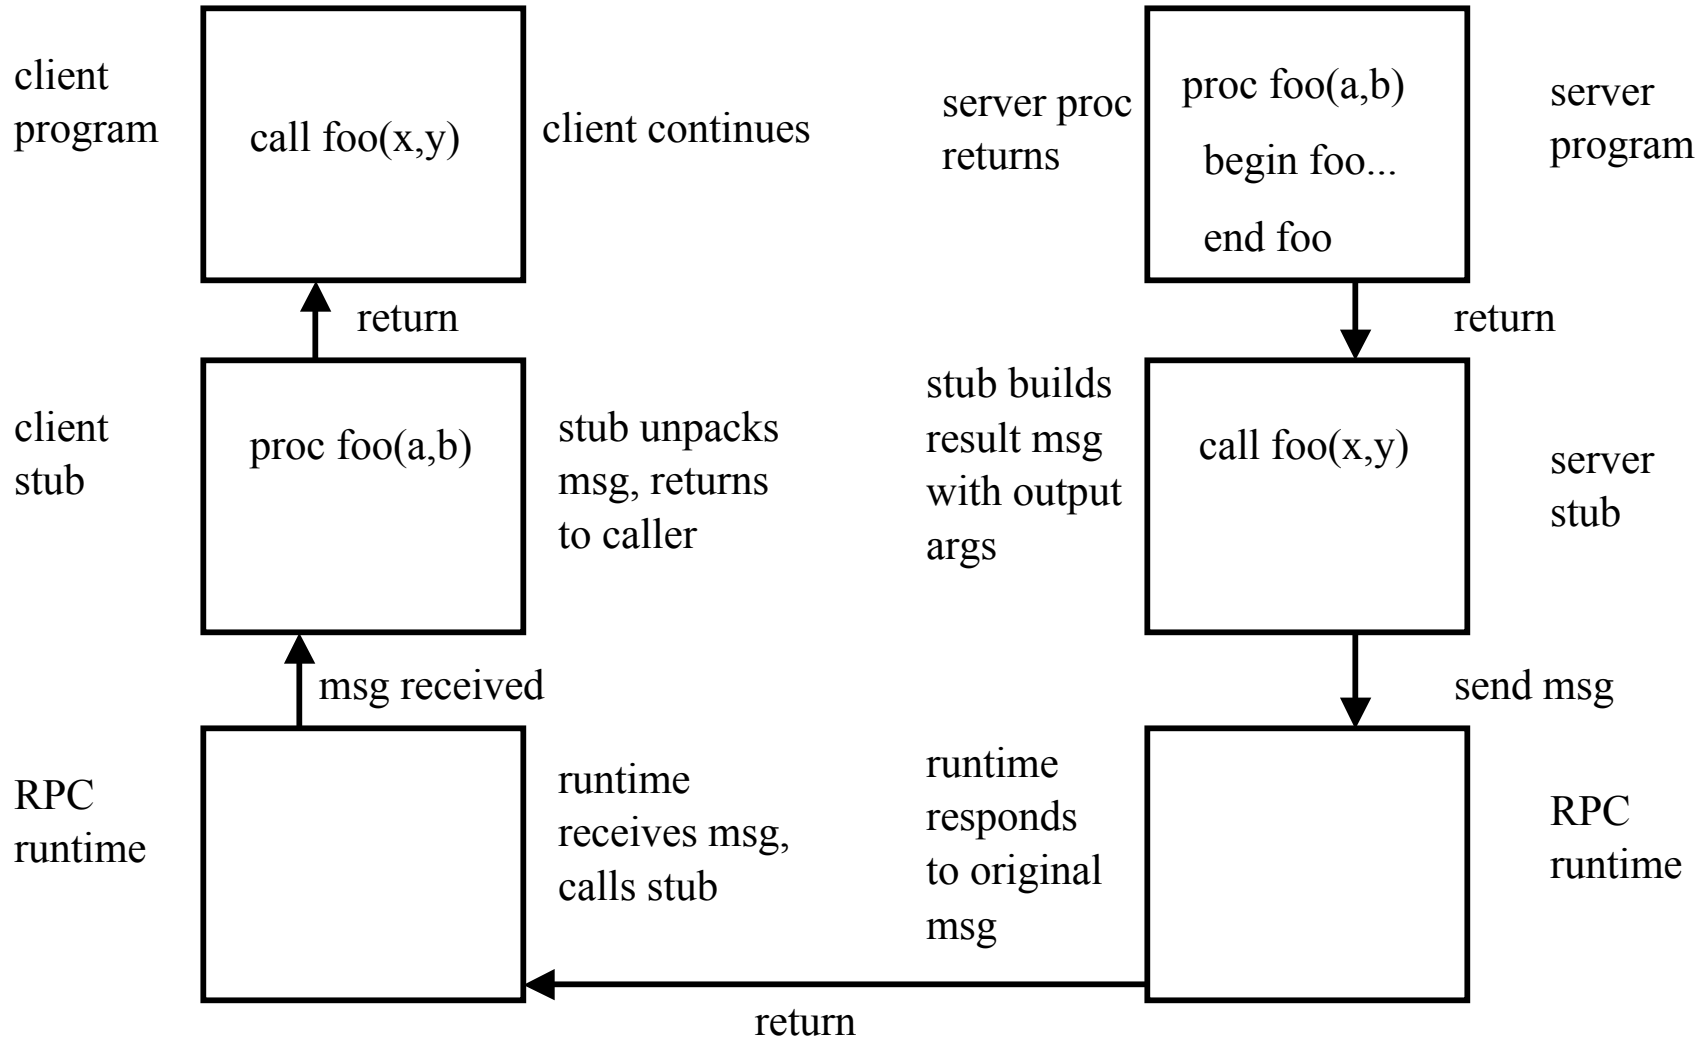 client
program
call foo(x,y)
client continues
server proc
returns
proc foo(a,b)
begin foo...
end foo
server
program
return
return
client
stub
proc foo(a,b)
stub unpacks
msg, returns
to caller
stub builds
result msg
with output
args
call foo(x,y)
server
stub
msg received
send msg
RPC
runtime
runtime
receives msg,
calls stub
runtime
responds
to original
msg
RPC
runtime
return